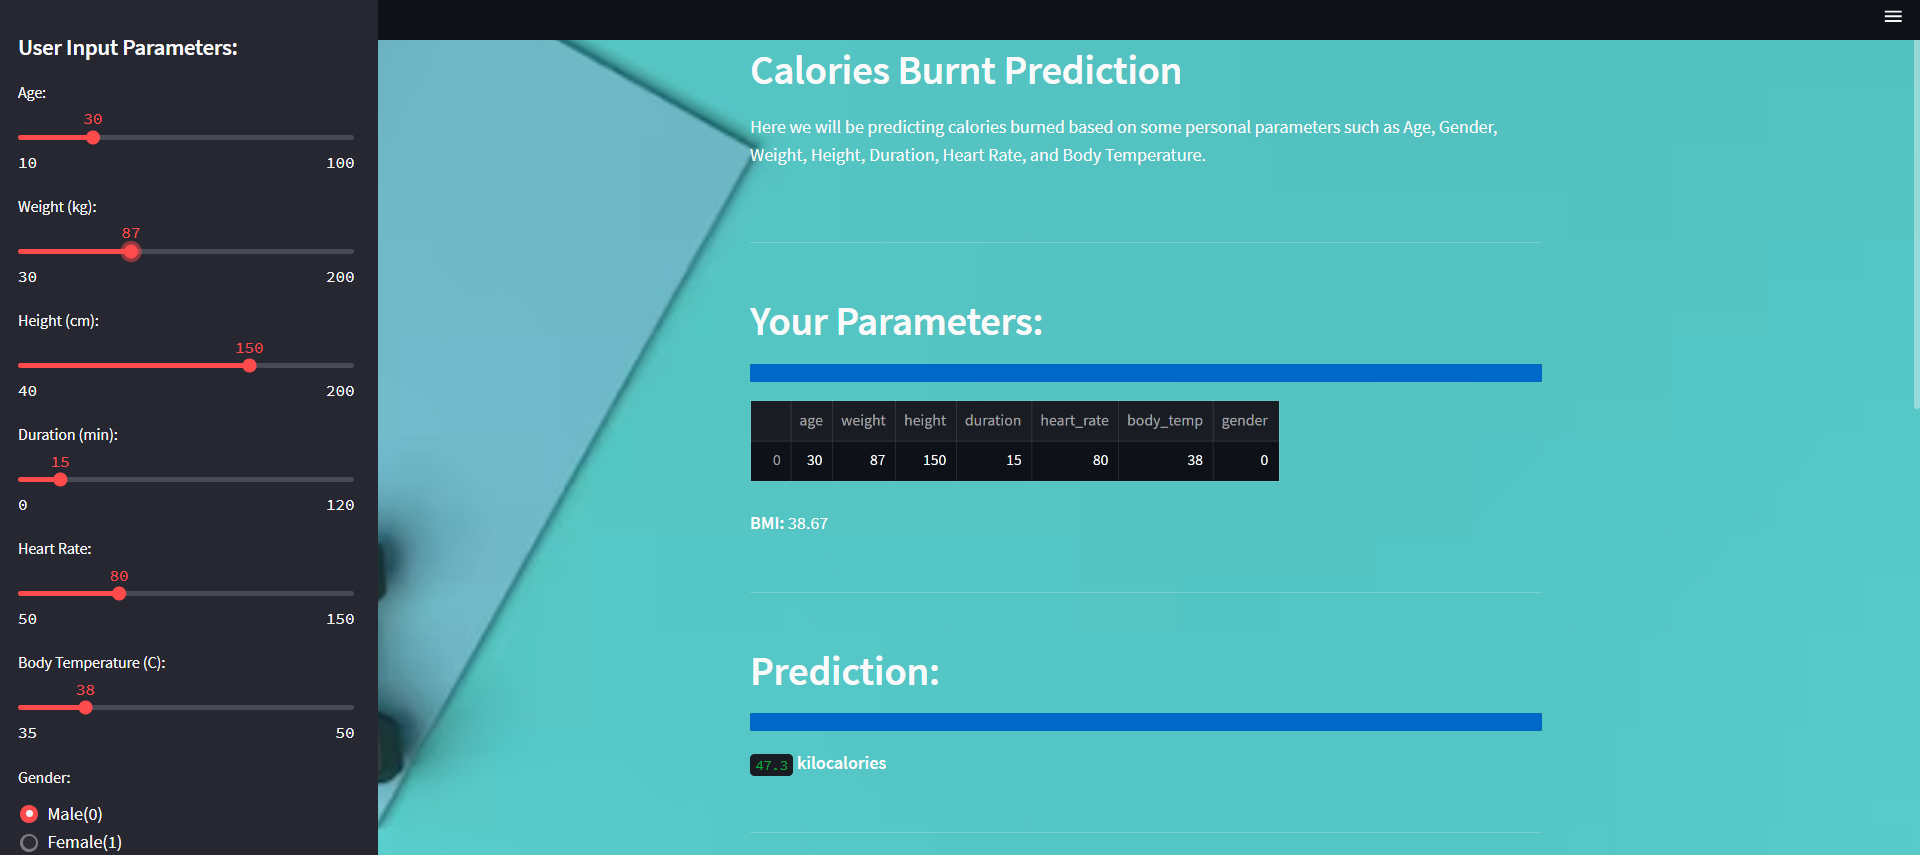 User Input Parameters:
Age:
30
10 100
Weight (kg):
87
30 200
Height (cm):
150
40 200
Duration (min):
15
0 120
Heart Rate:
80
50 150
Body Temperature (C):
38
35 50
Gender:
Male(0)
Female(1)
Calories Burnt Prediction
Here we will be predicting calories burned based on some personal parameters such as Age, Gender,
Weight, Height, Duration, Heart Rate, and Body Temperature.
Your Parameters:
age weight height duration heart_rate body_temp gender
0 30 87 150 15 80 38 0
BMI: 38.67
Prediction:
47.3 kilocalories